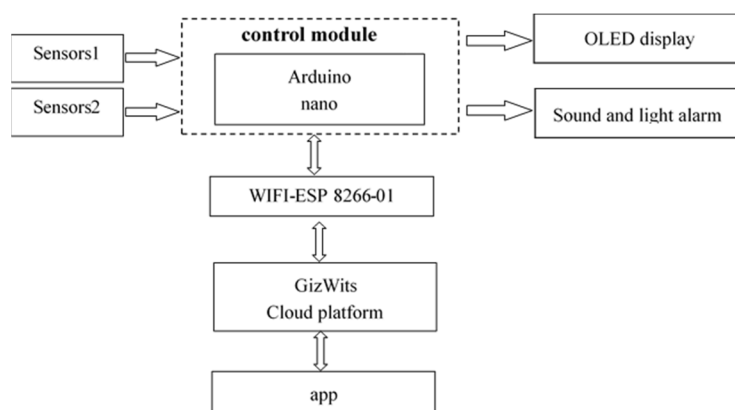 Sensors1
Sensors2
control module
Arduino
nano
OLED display
Sound and light alarm
WIFI-ESP 8266-01
GizWits
Cloud platform
app